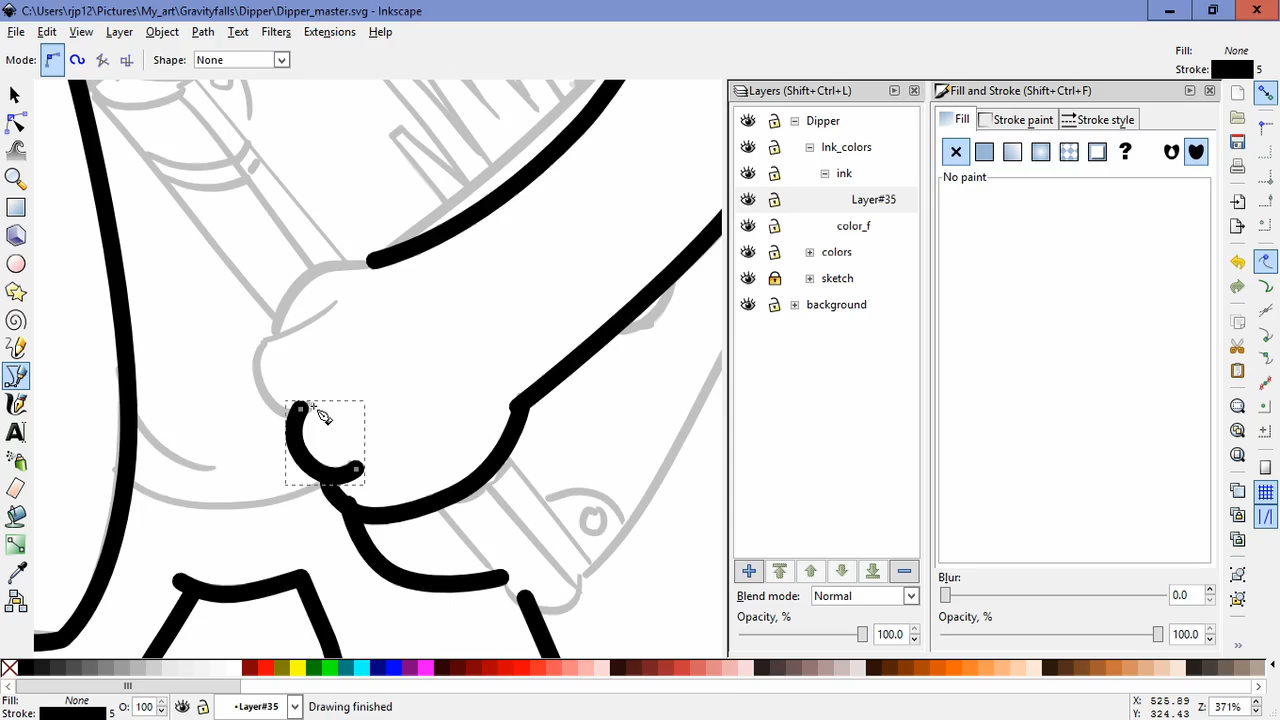 C:\Users\rjp12\Pictures\My_art\Gravityfalls\Dipper\Dipper_master.svg - Inkscape
File Edit View Layer Object Path Text Filters Extensions Help
Mode: Shape: None
Fill: None
Stroke: 5
Layers (Shift+Ctrl+L)
Dipper
Ink_colors
ink
Layer#35
color_f
colors
sketch
background
Blend mode: Normal
Opacity, %
100.0
Fill and Stroke (Shift+Ctrl+F)
Fill Stroke paint Stroke style
?
No paint
Blur:
0.0
Opacity, %
100.0
Fill: None
Stroke: 5
O: 100
•Layer#35 Drawing finished
X: 525.89
Y: 324.43
Z: 371%